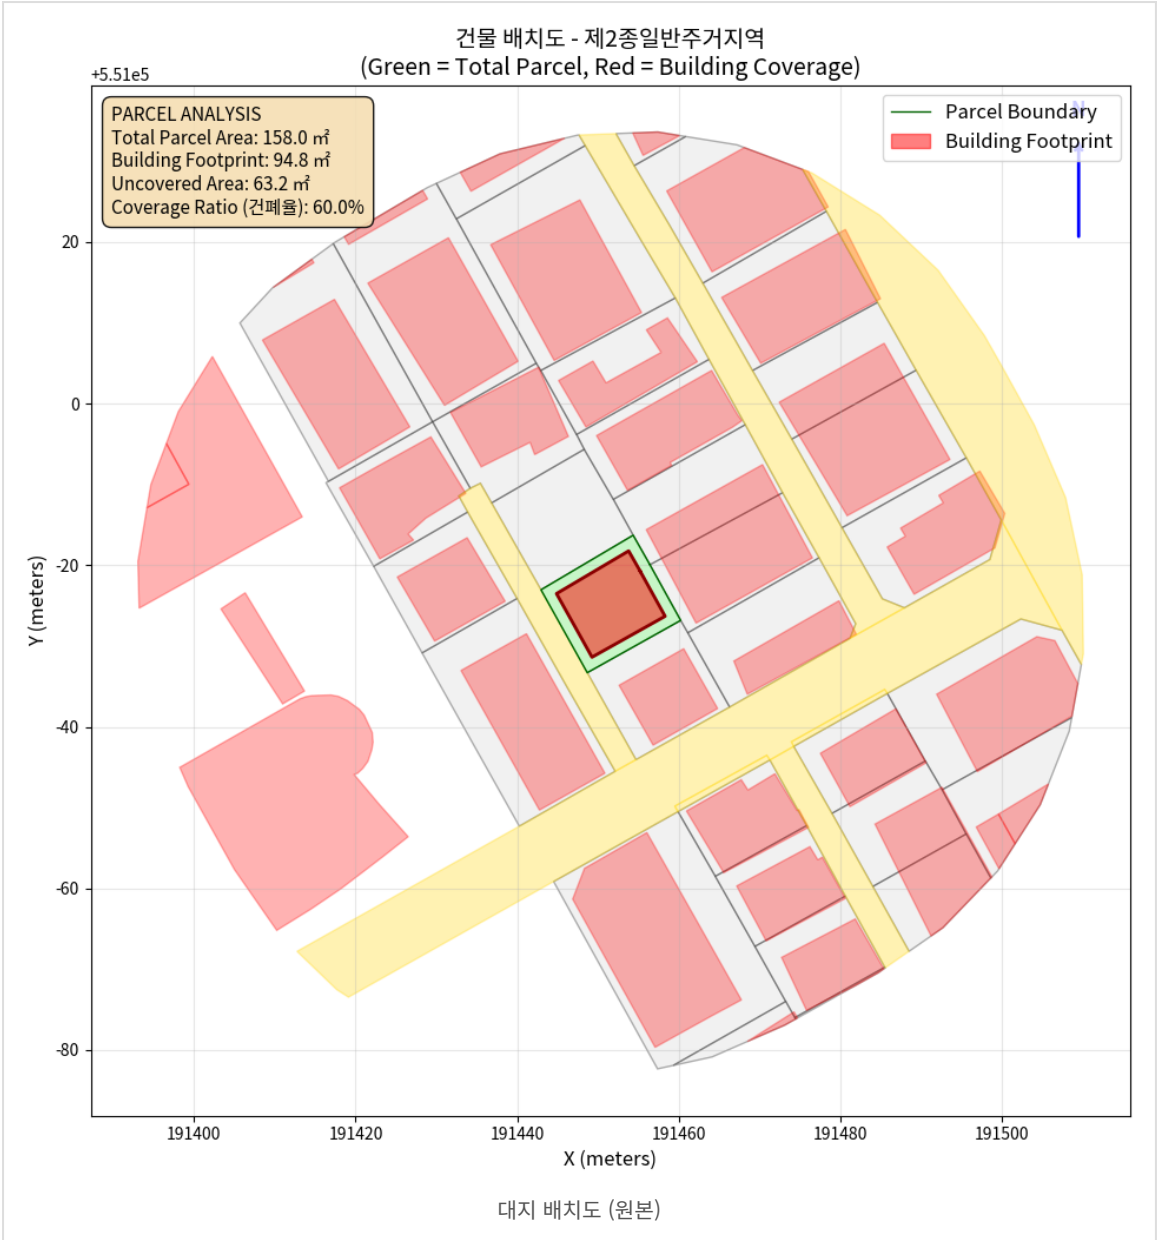 건물 배치도 - 제2종일반주거지역
(Green = Total Parcel, Red = Building Coverage)
+5.51e5
PARCEL ANALYSIS
Total Parcel Area: 158.0 ㎡
Building Footprint: 94.8 ㎡
Uncovered Area: 63.2 ㎡
Coverage Ratio (건폐율): 60.0%
N
Parcel Boundary
Building Footprint
20
0
-20
-40
-60
-80
Y (meters)
191400
191420
191440
191460
191480
191500
X (meters)
대지 배치도 (원본)